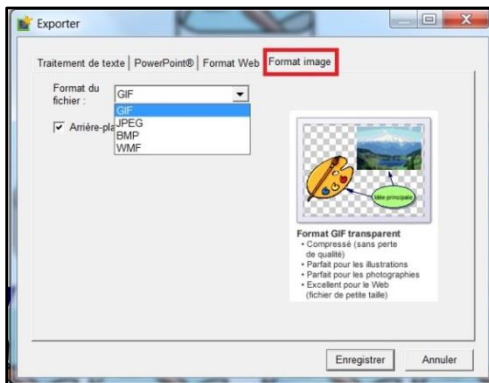 Exporter
Traitement de texte
PowerPoint®
Format Web
Format image
Format du
fichier :
GIF
GIF
JPEG
BMP
WMF
Idée principale
Format GIF transparent
• Compressé (sans perte
de qualité)
• Parfait pour les illustrations
• Parfait pour les photographies
• Excellent pour le Web
(fichier de petite taille)
Enregistrer
Annuler